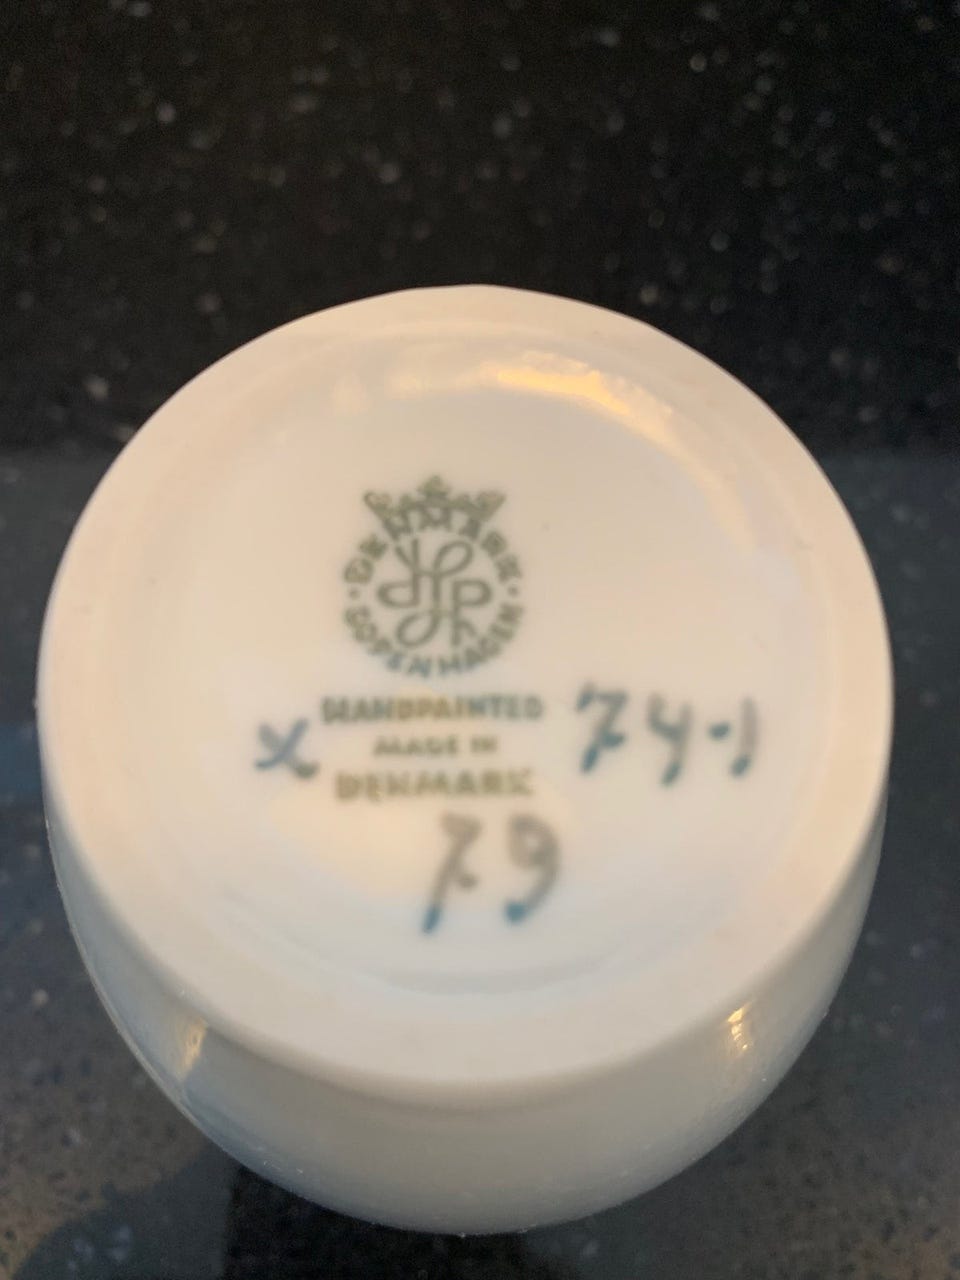 DENMARK
COPENHAGEN
HANDPAINTED
MADE IN
DENMARK
X
74-1
79